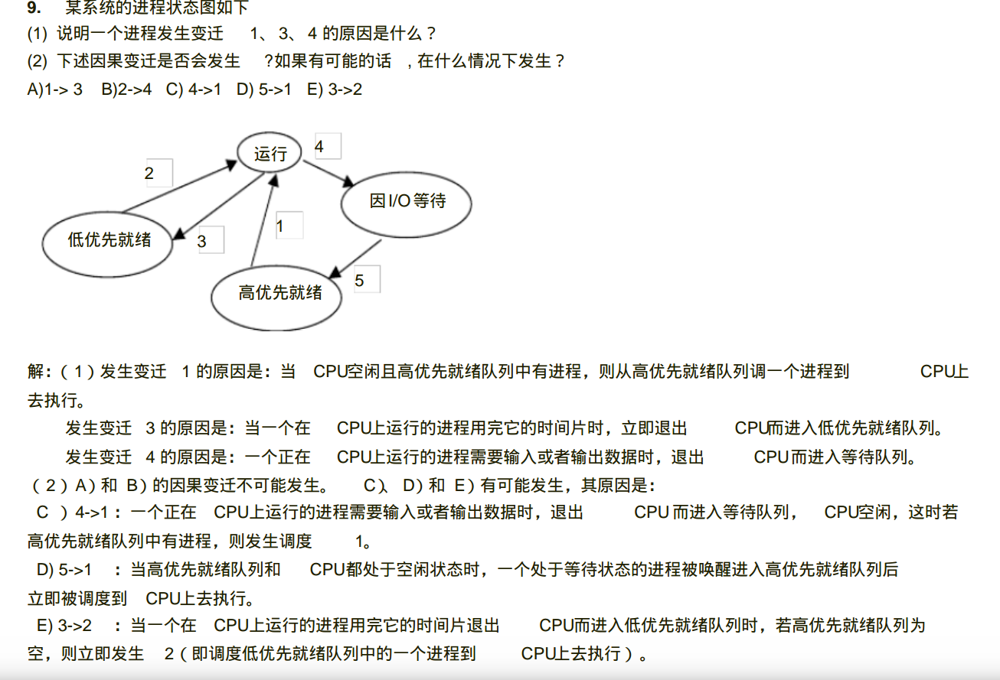 9. 某系统的进程状态图如下
(1) 说明一个进程发生变迁 1、 3、 4 的原因是什么？
(2) 下述因果变迁是否会发生 ?如果有可能的话 , 在什么情况下发生？
A)1-> 3 B)2->4 C) 4->1 D) 5->1 E) 3->2
运行
4
2
因 I/O 等待
低优先就绪
1
3
5
高优先就绪
解：（ 1 ）发生变迁 1 的原因是：当 CPU空闲且高优先就绪队列中有进程，则从高优先就绪队列调一个进程到 CPU上
去执行。
发生变迁 3 的原因是：当一个在 CPU上运行的进程用完它的时间片时，立即退出 CPU而进入低优先就绪队列。
发生变迁 4 的原因是：一个正在 CPU上运行的进程需要输入或者输出数据时，退出 CPU 而进入等待队列。
（ 2 ）A）和 B）的因果变迁不可能发生。 C）、 D）和 E）有可能发生，其原因是：
C ）4->1 ：一个正在 CPU上运行的进程需要输入或者输出数据时，退出 CPU 而进入等待队列， CPU空闲，这时若
高优先就绪队列中有进程，则发生调度 1。
D) 5->1 ：当高优先就绪队列和 CPU都处于空闲状态时，一个处于等待状态的进程被唤醒进入高优先就绪队列后
立即被调度到 CPU上去执行。
E) 3->2 ：当一个在 CPU上运行的进程用完它的时间片退出 CPU而进入低优先就绪队列时，若高优先就绪队列为
空，则立即发生 2（即调度低优先就绪队列中的一个进程到 CPU上去执行）。